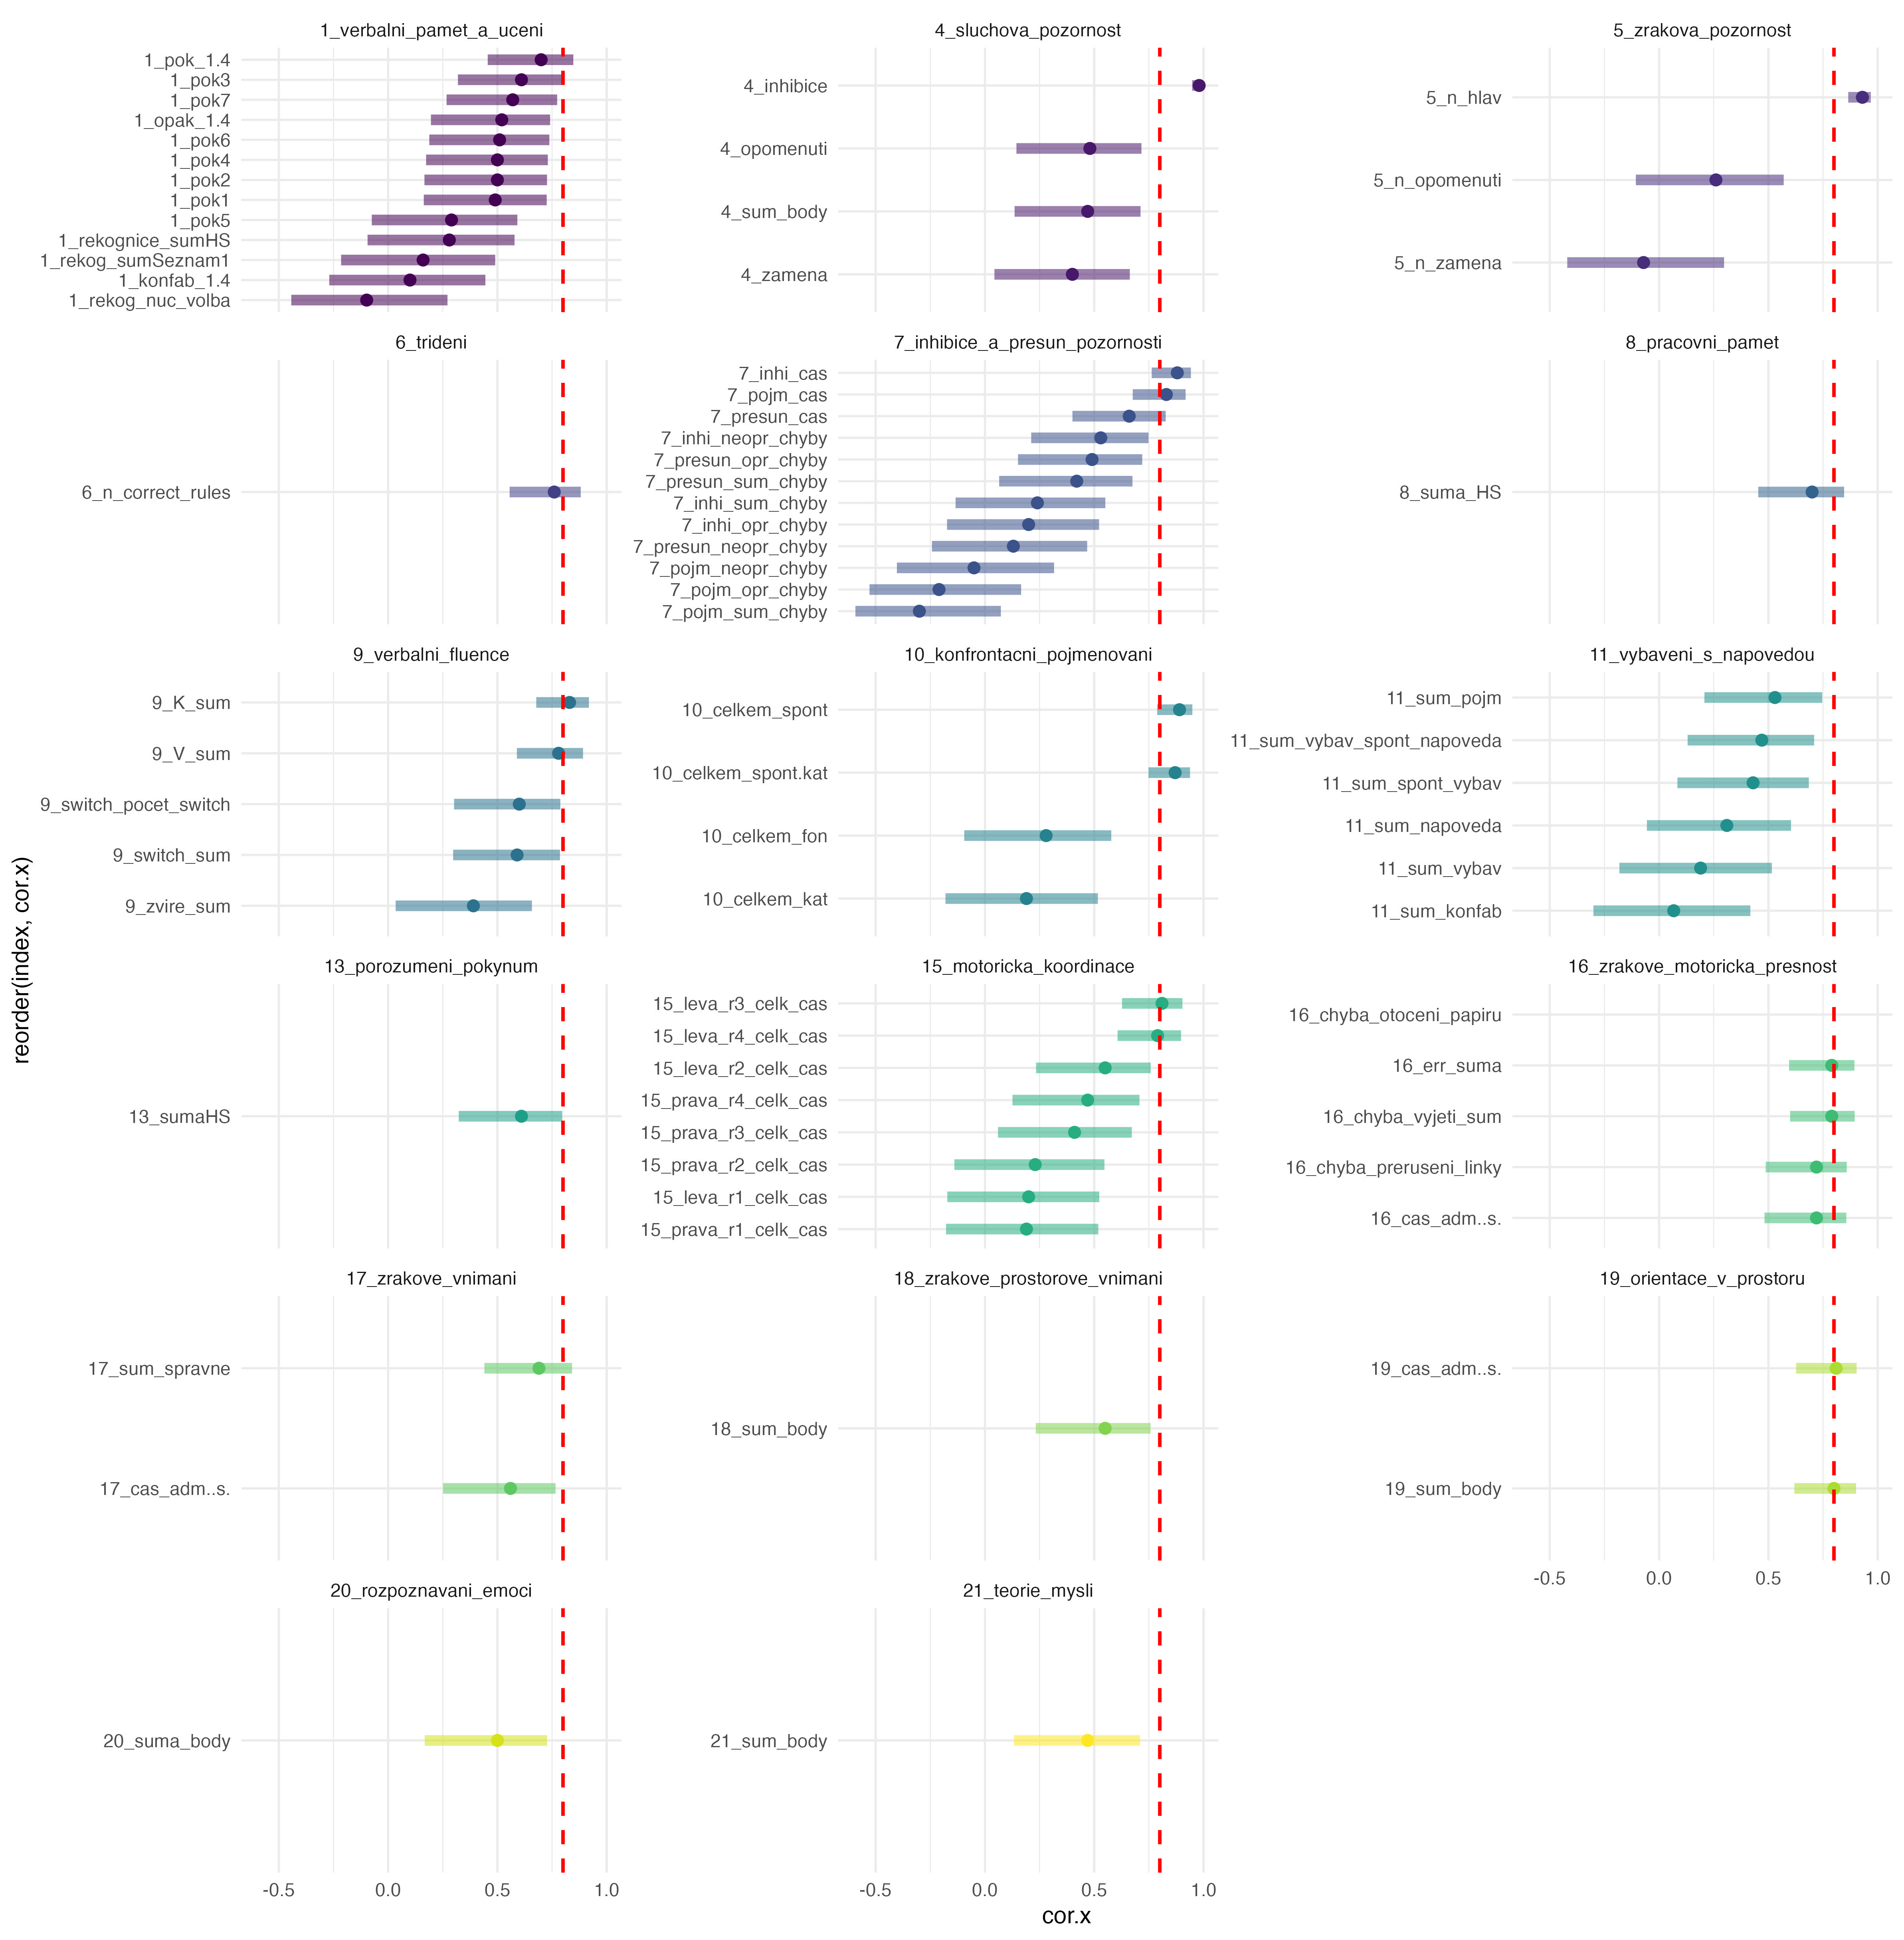 1_verbalni_pamet_a_uceni
1_pok_1.4
1_pok3
1_pok7
1_opak_1.4
1_pok6
1_pok4
1_pok2
1_pok1
1_pok5
1_rekognice_sumHS
1_rekog_sumSeznam1
1_konfab_1.4
1_rekog_nuc_volba
4_sluchova_pozornost
4_inhibice
4_opomenuti
4_sum_body
4_zamena
5_zrakova_pozornost
5_n_hlav
5_n_opomenuti
5_n_zamena
6_trideni
6_n_correct_rules
7_inhibice_a_presun_pozornosti
7_inhi_cas
7_pojm_cas
7_presun_cas
7_inhi_neopr_chyby
7_presun_opr_chyby
7_presun_sum_chyby
7_inhi_sum_chyby
7_inhi_opr_chyby
7_presun_neopr_chyby
7_pojm_neopr_chyby
7_pojm_opr_chyby
7_pojm_sum_chyby
8_pracovni_pamet
8_suma_HS
9_verbalni_fluence
9_K_sum
9_V_sum
9_switch_pocet_switch
9_switch_sum
9_zvire_sum
10_konfrontacni_pojmenovani
10_celkem_spont
10_celkem_spont.kat
10_celkem_fon
10_celkem_kat
11_vybaveni_s_napovedou
11_sum_pojm
11_sum_vybav_spont_napoveda
11_sum_spont_vybav
11_sum_napoveda
11_sum_vybav
11_sum_konfab
13_porozumeni_pokynum
13_sumaHS
15_motoricka_koordinace
15_leva_r3_celk_cas
15_leva_r4_celk_cas
15_leva_r2_celk_cas
15_prava_r4_celk_cas
15_prava_r3_celk_cas
15_prava_r2_celk_cas
15_leva_r1_celk_cas
15_prava_r1_celk_cas
16_zrakove_motoricka_presnost
16_chyba_otoceni_papiru
16_err_suma
16_chyba_vyjeti_sum
16_chyba_preruseni_linky
16_cas_adm..s.
17_zrakove_vnimani
17_sum_spravne
17_cas_adm..s.
18_zrakove_prostorove_vnimani
18_sum_body
19_orientace_v_prostoru
19_cas_adm..s.
19_sum_body
-0.5 0.0 0.5 1.0
20_rozpoznavani_emoci
20_suma_body
-0.5 0.0 0.5 1.0
21_teorie_mysli
21_sum_body
-0.5 0.0 0.5 1.0
cor.x
reorder(index, cor.x)